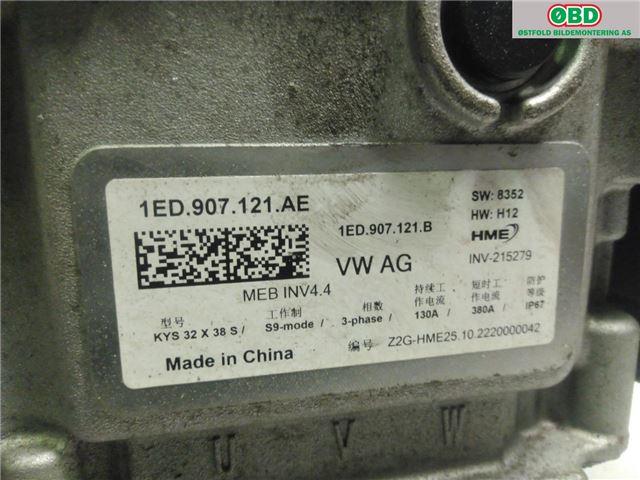 ØBD
ØSTFOLD BILDEMONTERING AS
1ED.907.121.AE
1ED.907.121.B
SW: 8352
HW: H12
HME
VW AG
INV-215279
MEB INV4.4
型号 工作制 相数 持续工作电流 短时工作电流 防护等级
KYS 32 X 38 S / S9-mode / 3-phase / 130A / 380A / IP67
Made in China
编号 Z2G-HME25.10.2220000042
U V W